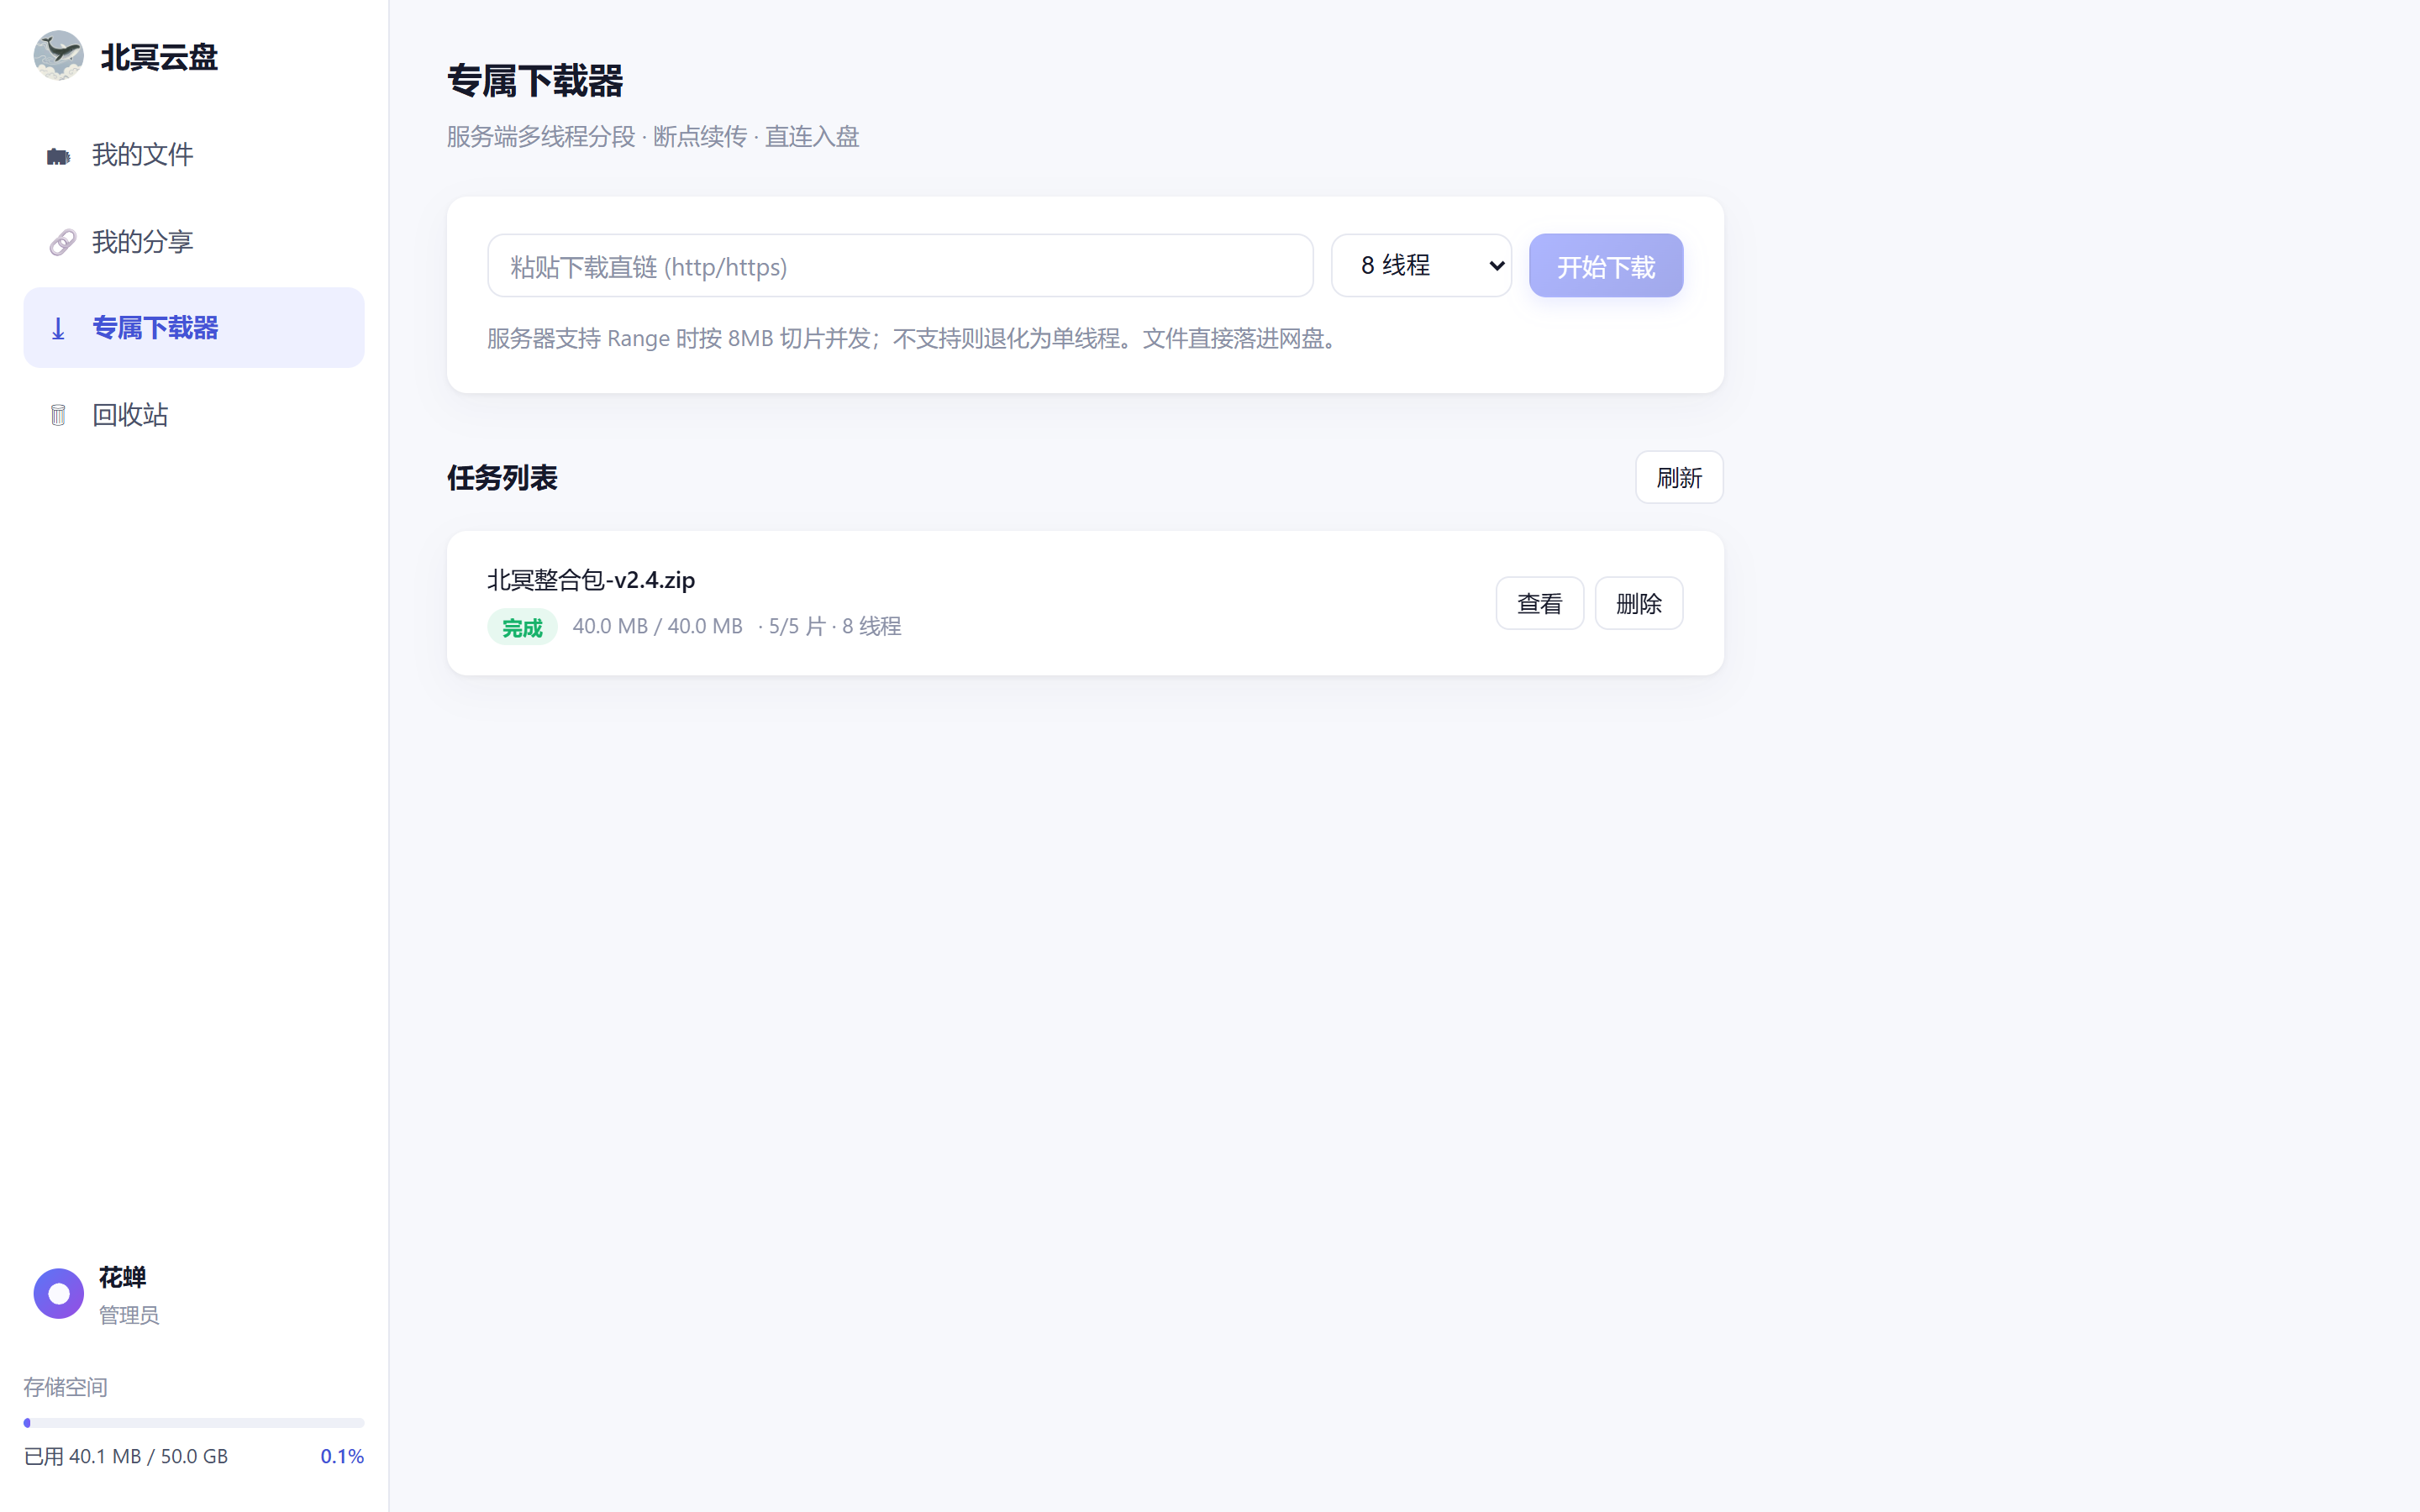 北冥云盘
我的文件
我的分享
专属下载器
回收站
花蝉
管理员
存储空间
已用 40.1 MB / 50.0 GB 0.1%
专属下载器
服务端多线程分段 · 断点续传 · 直连入盘
粘贴下载直链 (http/https) 8 线程 开始下载
服务器支持 Range 时按 8MB 切片并发；不支持则退化为单线程。文件直接落进网盘。
任务列表 刷新
北冥整合包-v2.4.zip
完成 40.0 MB / 40.0 MB · 5/5 片 · 8 线程
查看 删除